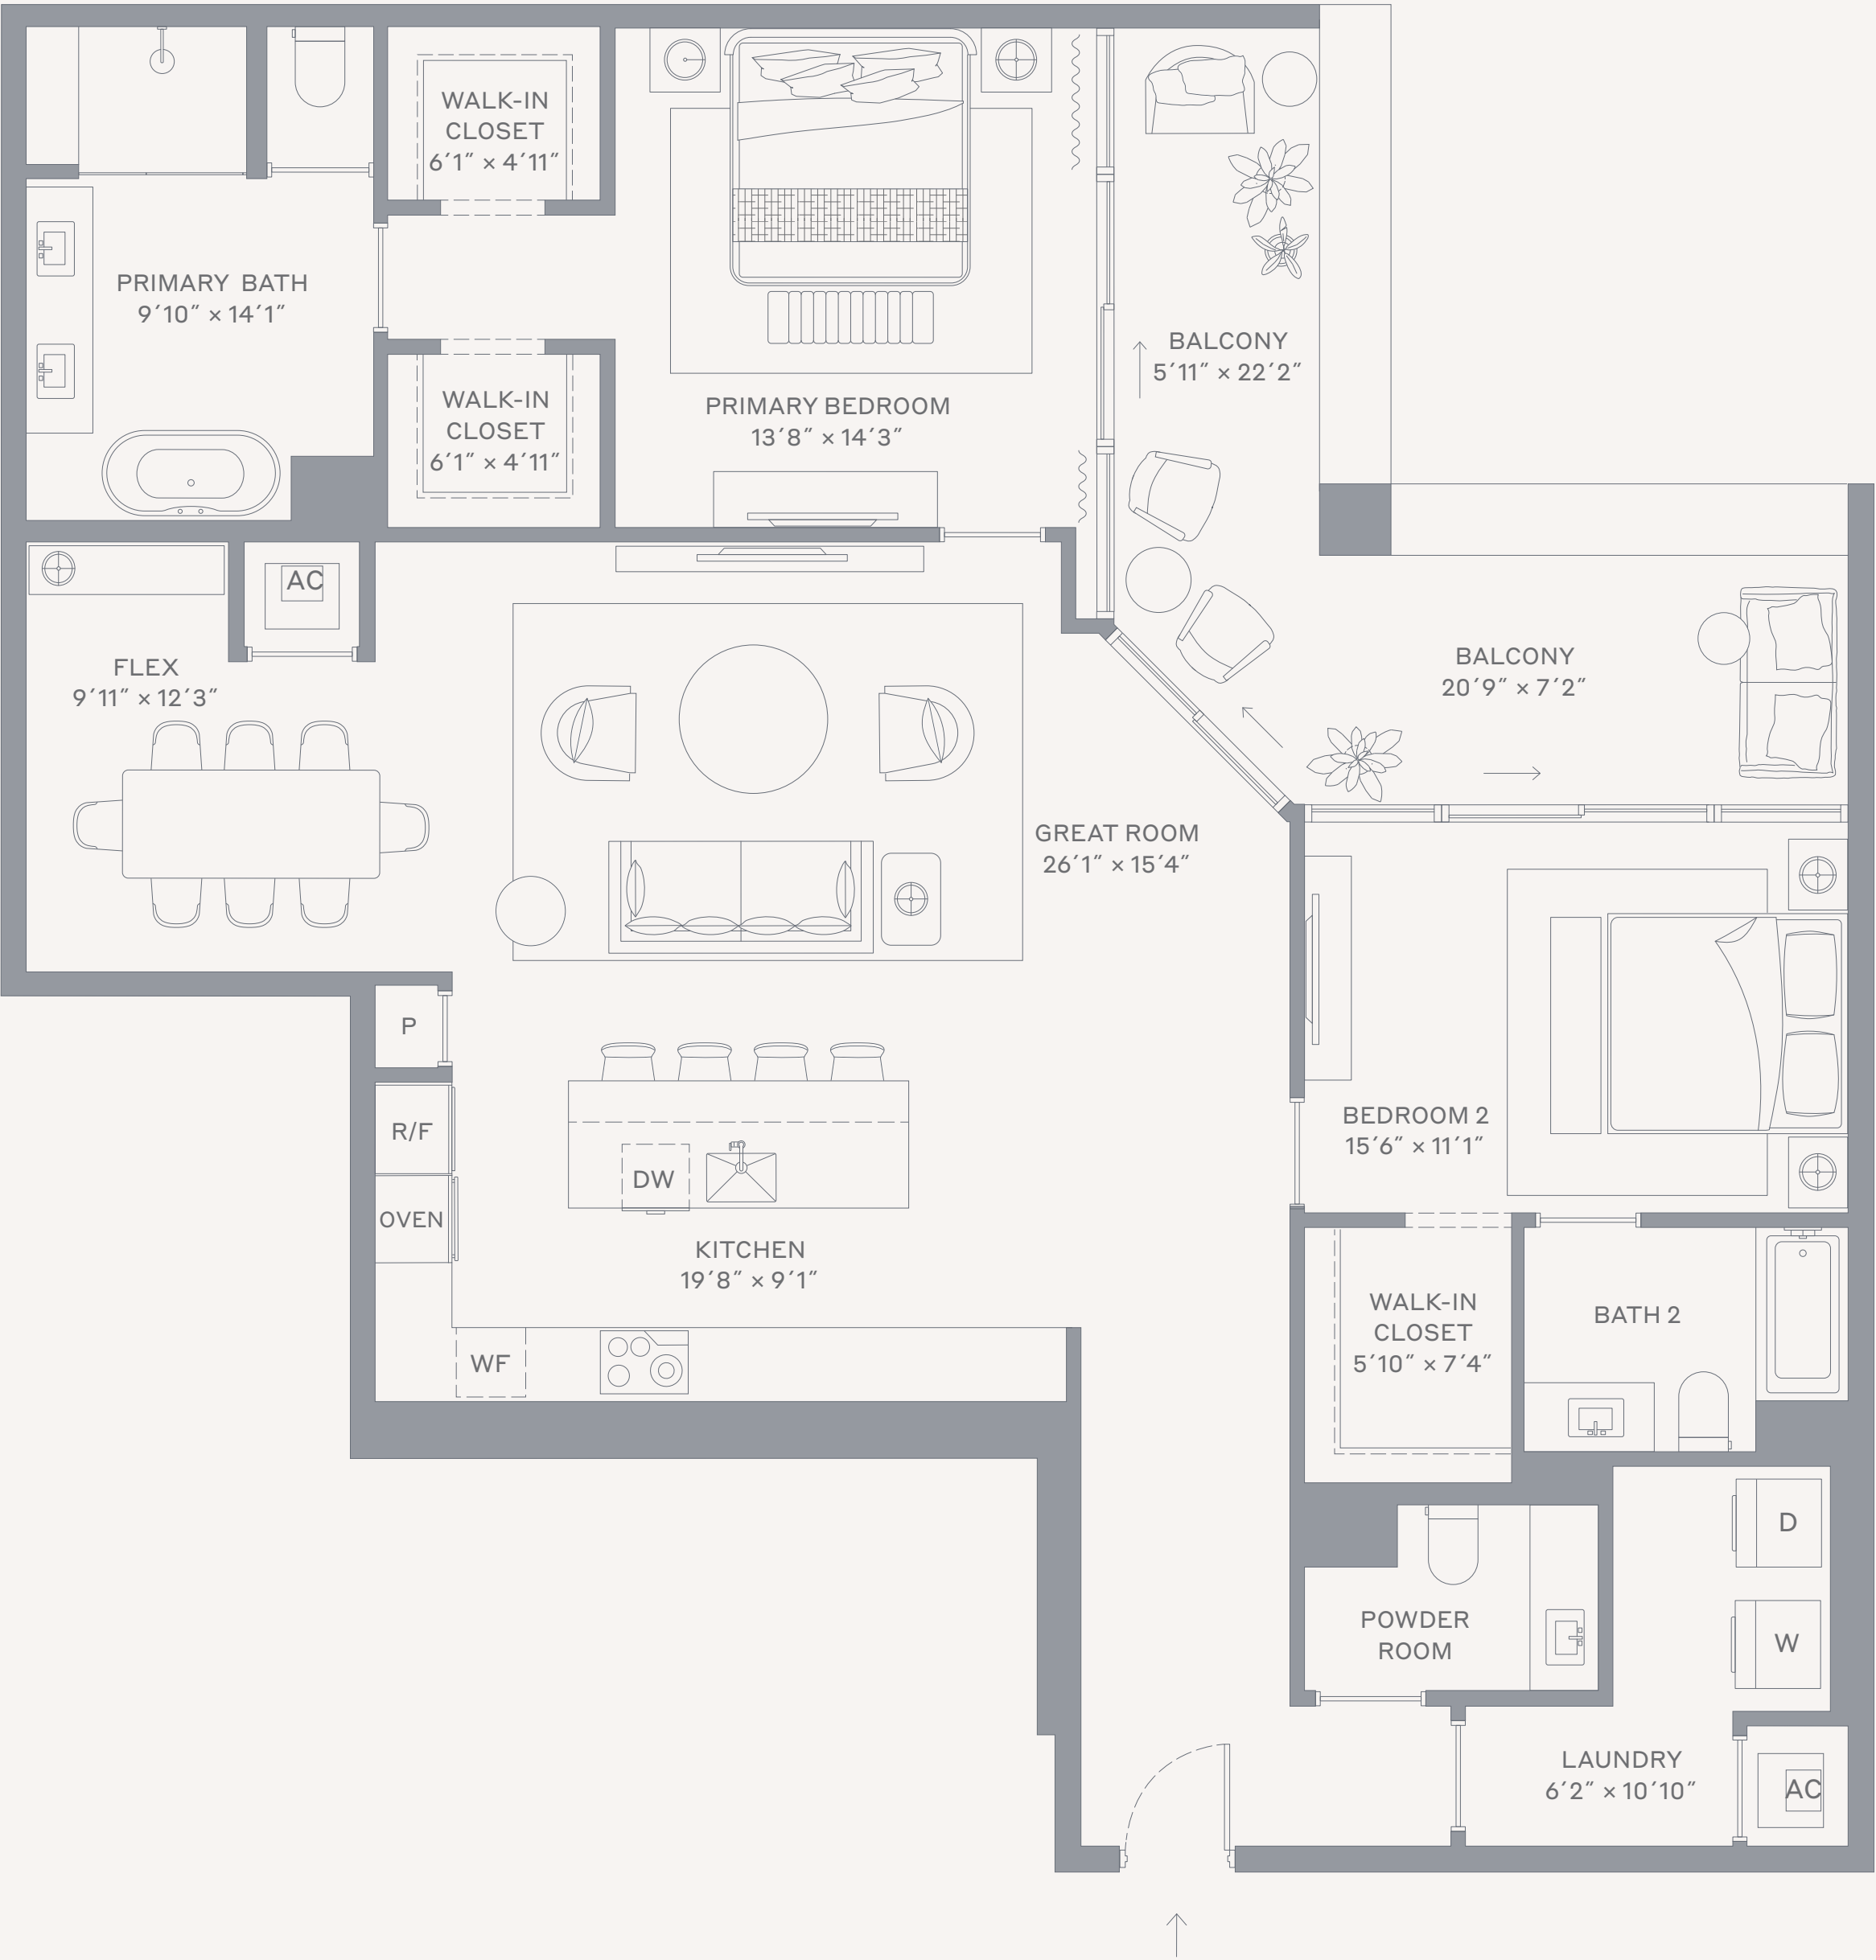 WALK-IN
CLOSET
6′1″ × 4′11″
PRIMARY BATH
9′10″ × 14′1″
BALCONY
5′11″ × 22′2″
WALK-IN
CLOSET
6′1″ × 4′11″
PRIMARY BEDROOM
13′8″ × 14′3″
AC
FLEX
9′11″ × 12′3″
BALCONY
20′9″ × 7′2″
GREAT ROOM
26′1″ × 15′4″
P
R/F
BEDROOM 2
15′6″ × 11′1″
DW
OVEN
KITCHEN
19′8″ × 9′1″
WALK-IN
CLOSET
5′10″ × 7′4″
BATH 2
WF
D
POWDER
ROOM
W
LAUNDRY
6′2″ × 10′10″
AC